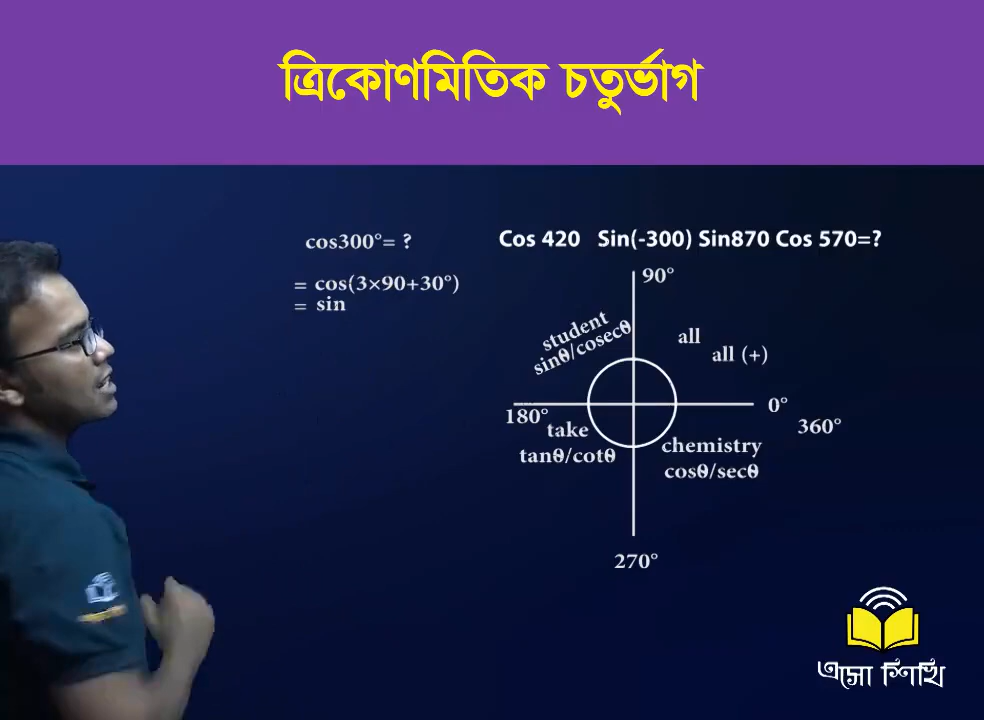 ত্রিকোণমিতিক চতুর্ভাগ
cos300°= ?
= cos(3×90+30°)
= sin
Cos 420 Sin(-300) Sin870 Cos 570=?
90°
student
sinθ/cosecθ
all
all (+)
180°
0°
360°
take
tanθ/cotθ
chemistry
cosθ/secθ
270°
এসো শিখি